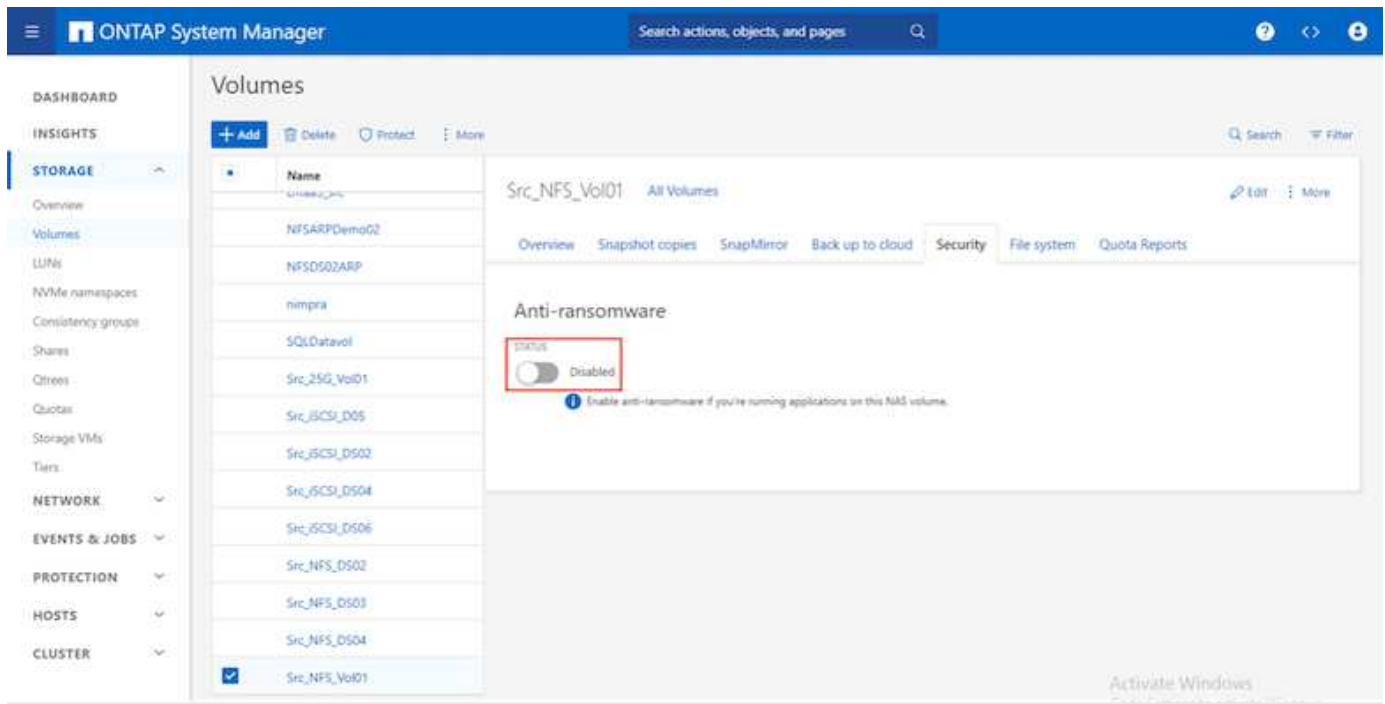 ONTAP System Manager
Search actions, objects, and pages
DASHBOARD
INSIGHTS
STORAGE
Overview
Volumes
LUNs
NVMe namespaces
Consistency groups
Shares
Qtrees
Quotas
Storage VMs
Tiers
NETWORK
EVENTS & JOBS
PROTECTION
HOSTS
CLUSTER
Volumes
+ Add Delete Protect More
Search Filter
Name
NFSARPDemo02
NFSDS02ARP
nimpra
SQLDatavol
Src_25G_Vol01
Src_iSCSI_D05
Src_iSCSI_DS02
Src_iSCSI_DS04
Src_iSCSI_DS06
Src_NFS_DS02
Src_NFS_DS03
Src_NFS_DS04
Src_NFS_Vol01
Src_NFS_Vol01 All Volumes
Edit More
Overview Snapshot copies SnapMirror Back up to cloud Security File system Quota Reports
Anti-ransomware
STATUS
Disabled
Enable anti-ransomware if you're running applications on this NAS volume.
Activate Windows